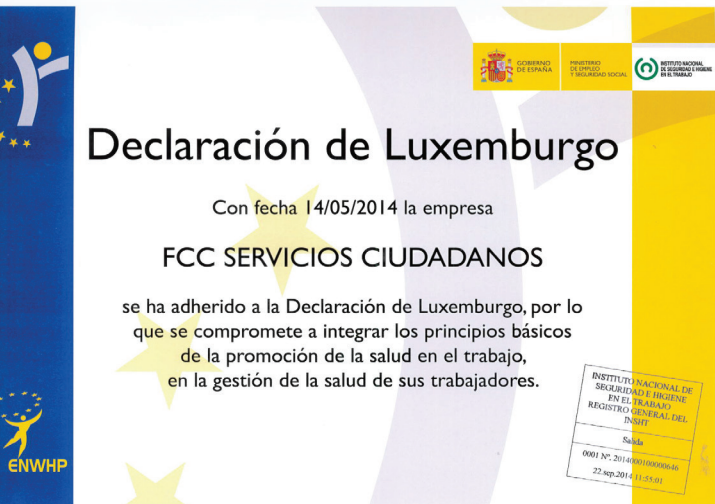 GOBIERNO
DE ESPAÑA
MINISTERIO
DE EMPLEO
Y SEGURIDAD SOCIAL
INSTITUTO NACIONAL
DE SEGURIDAD E HIGIENE
EN EL TRABAJO
Declaración de Luxemburgo
Con fecha 14/05/2014 la empresa
FCC SERVICIOS CIUDADANOS
se ha adherido a la Declaración de Luxemburgo, por lo
que se compromete a integrar los principios básicos
de la promoción de la salud en el trabajo,
en la gestión de la salud de sus trabajadores.
INSTITUTO NACIONAL DE
SEGURIDAD E HIGIENE
EN EL TRABAJO
REGISTRO GENERAL DEL
INSHT
Salida
0001 Nº. 2014000100000646
22.sep.2014 11:55:01
ENWHP